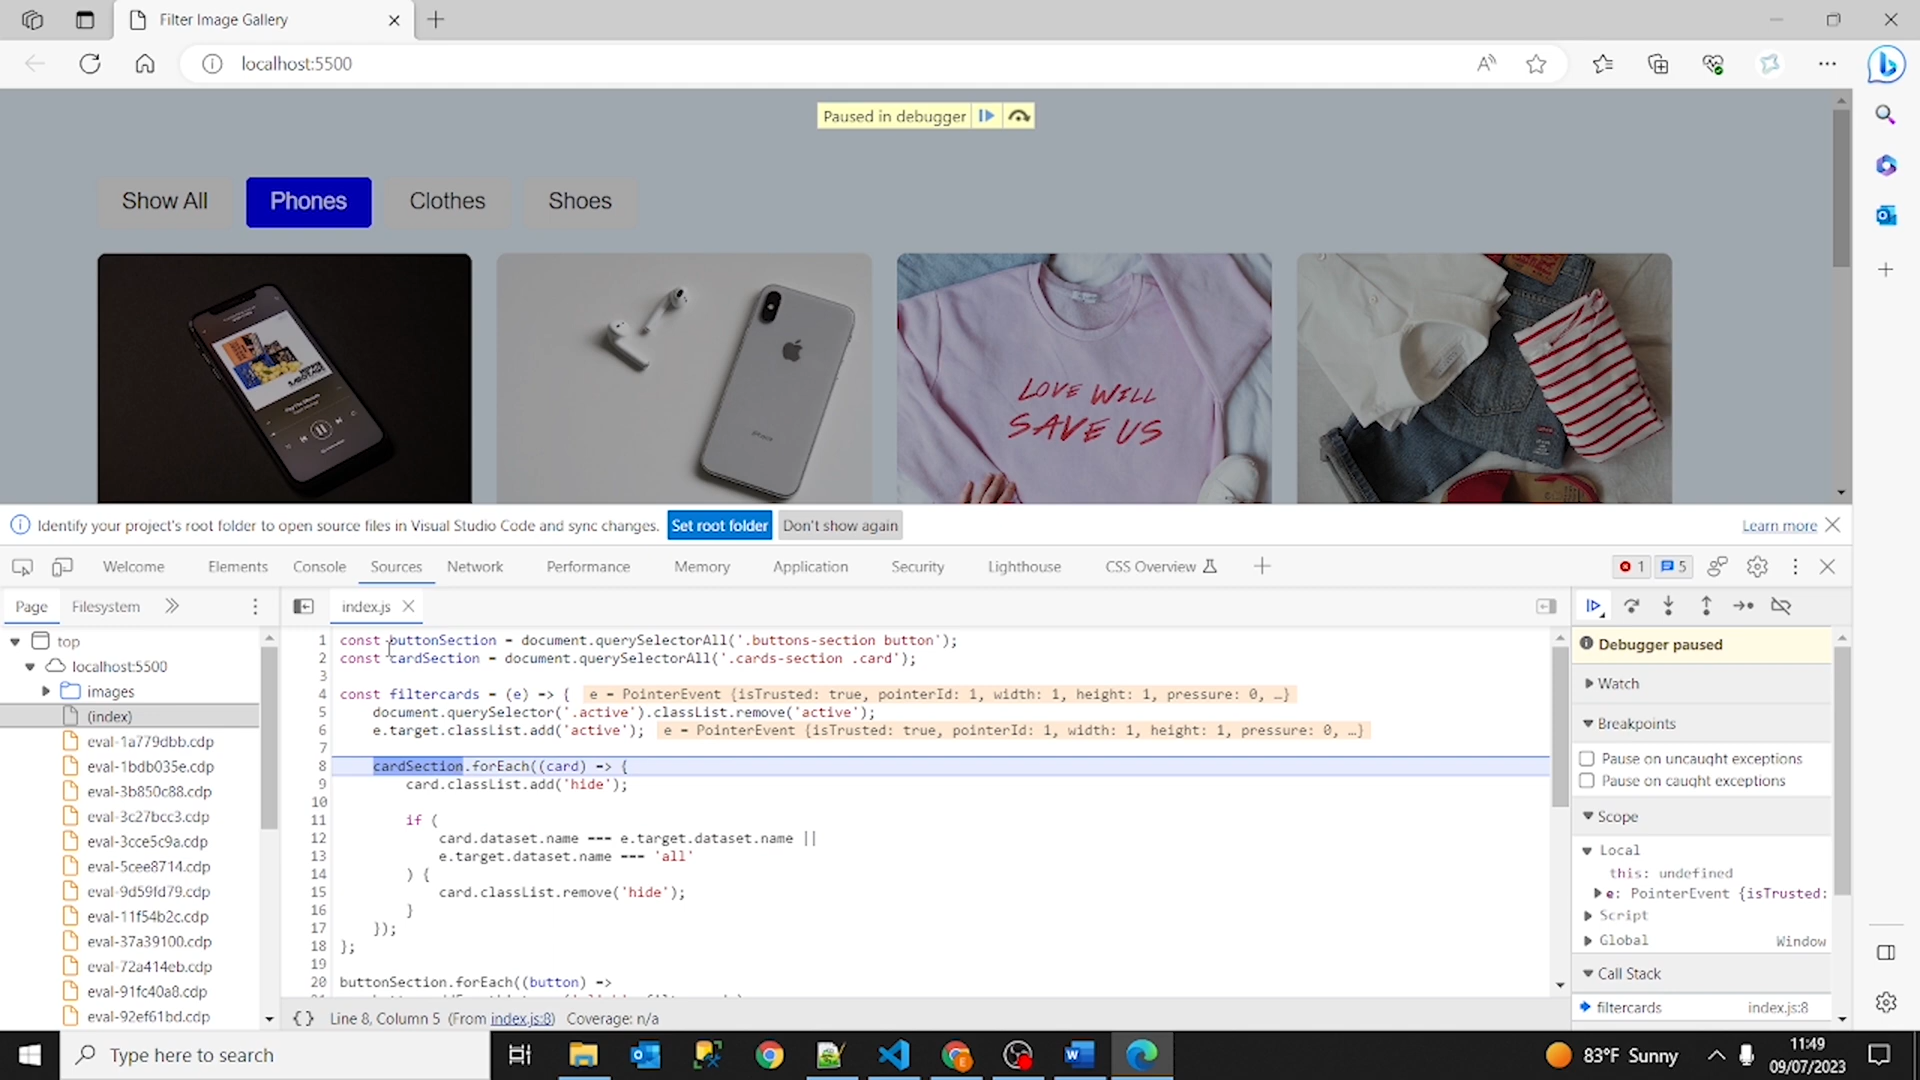 Filter Image Gallery
localhost:5500
Paused in debugger
Show All Phones Clothes Shoes
LOVE WILL
SAVE US
Identify your project's root folder to open source files in Visual Studio Code and sync changes. Set root folder Don't show again Learn more
Welcome Elements Console Sources Network Performance Memory Application Security Lighthouse CSS Overview 1 5
Page Filesystem
top
localhost:5500
images
(index)
eval-1a779dbb.cdp
eval-1bdb035e.cdp
eval-3b850c88.cdp
eval-3c27bcc3.cdp
eval-3cce5c9a.cdp
eval-5cee8714.cdp
eval-9d59fd79.cdp
eval-11f54b2c.cdp
eval-37a39100.cdp
eval-72a414eb.cdp
eval-91fc40a8.cdp
eval-92ef61bd.cdp
index.js
1 const buttonSection = document.querySelectorAll('.buttons-section button');
2 const cardSection = document.querySelectorAll('.cards-section .card');
3
4 const filtercards = (e) => { e = PointerEvent {isTrusted: true, pointerId: 1, width: 1, height: 1, pressure: 0, …}
5 document.querySelector('.active').classList.remove('active');
6 e.target.classList.add('active'); e = PointerEvent {isTrusted: true, pointerId: 1, width: 1, height: 1, pressure: 0, …}
7
8 cardSection.forEach((card) => {
9 card.classList.add('hide');
10
11 if (
12 card.dataset.name === e.target.dataset.name ||
13 e.target.dataset.name === 'all'
14 ) {
15 card.classList.remove('hide');
16 }
17 });
18 };
19
20 buttonSection.forEach((button) =>
{} Line 8, Column 5 (From index.js:8) Coverage: n/a
Debugger paused
Watch
Breakpoints
Pause on uncaught exceptions
Pause on caught exceptions
Scope
Local
this: undefined
e: PointerEvent {isTrusted:
Script
Global Window
Call Stack
filtercards index.js:8
Type here to search
83°F Sunny
11:49
09/07/2023